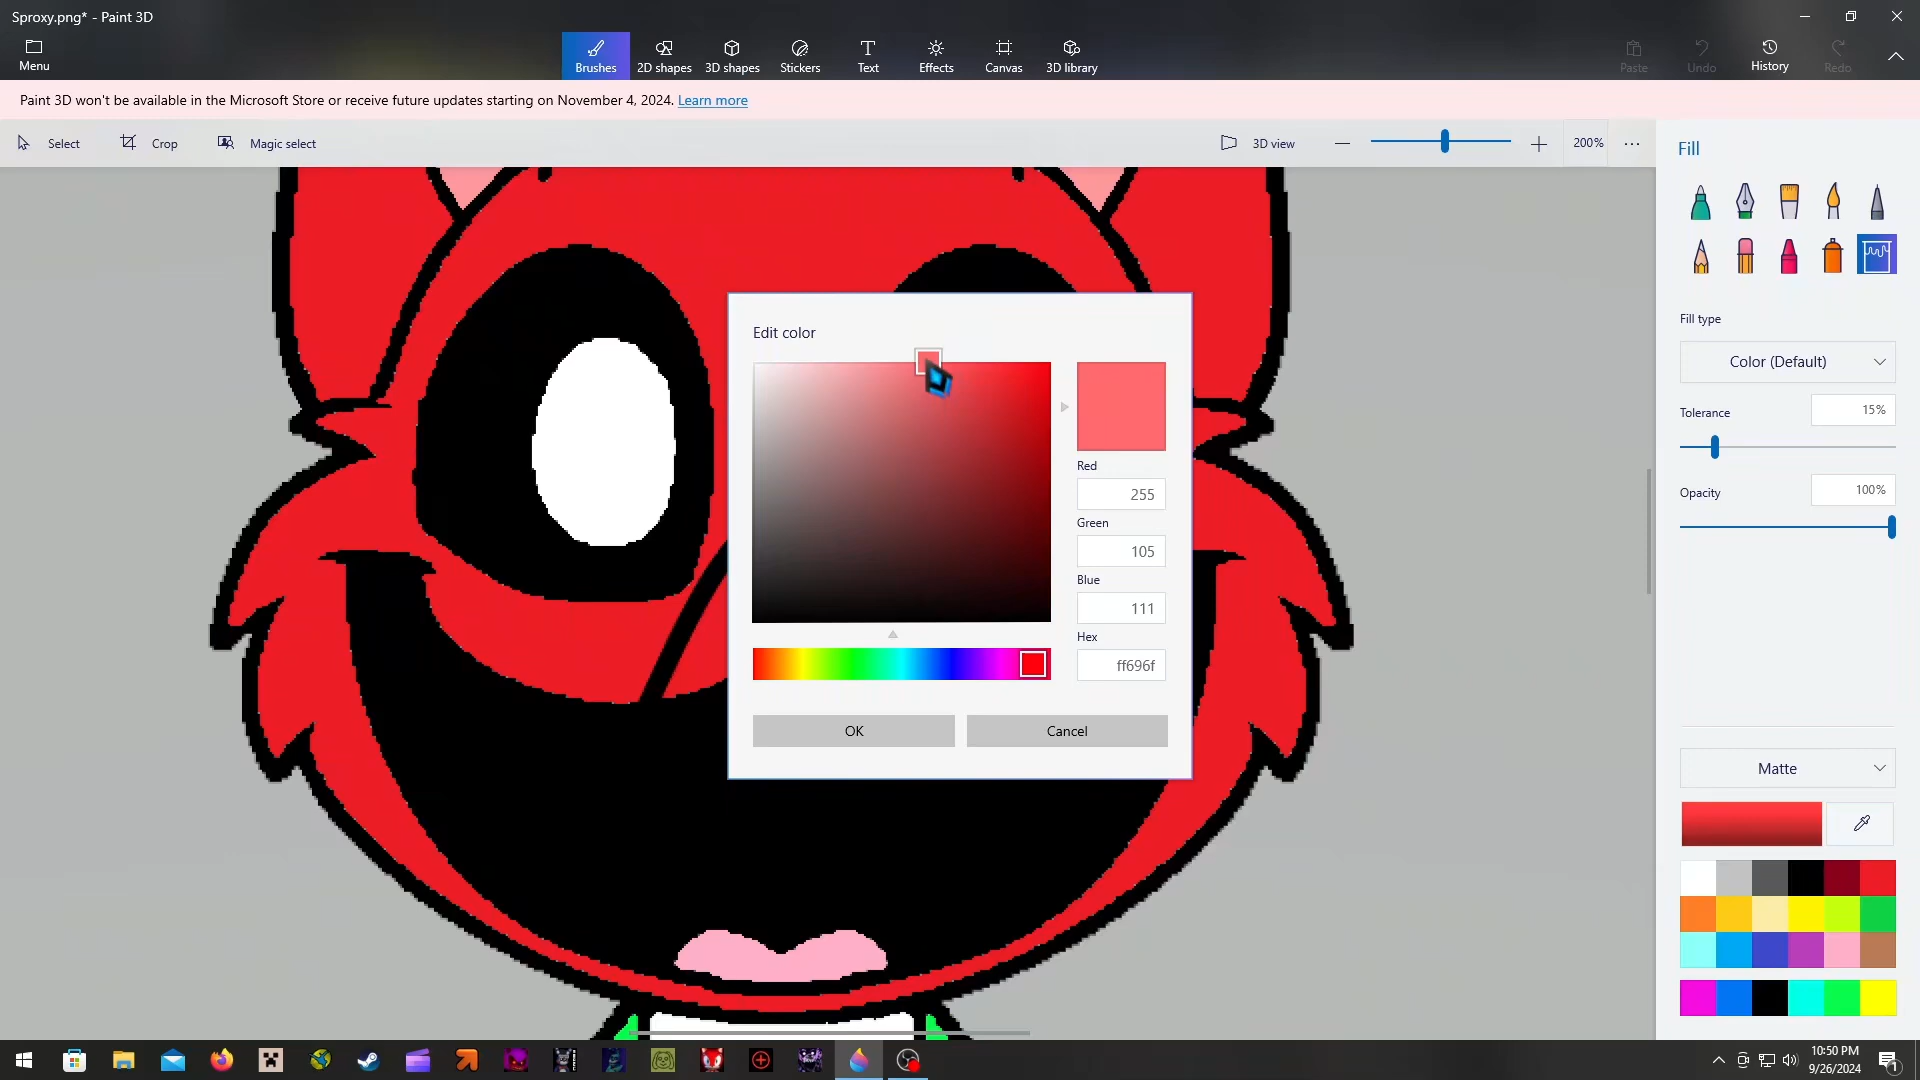 Sproxy.png* - Paint 3D
Menu
Brushes
2D shapes
3D shapes
Stickers
Text
Effects
Canvas
3D library
Paste
Undo
History
Redo
Paint 3D won't be available in the Microsoft Store or receive future updates starting on November 4, 2024. Learn more
Select
Crop
Magic select
3D view
200%
Fill
Fill type
Color (Default)
Tolerance
15%
Opacity
100%
Matte
Edit color
Red
255
Green
105
Blue
111
Hex
ff696f
OK
Cancel
10:50 PM
9/26/2024
1